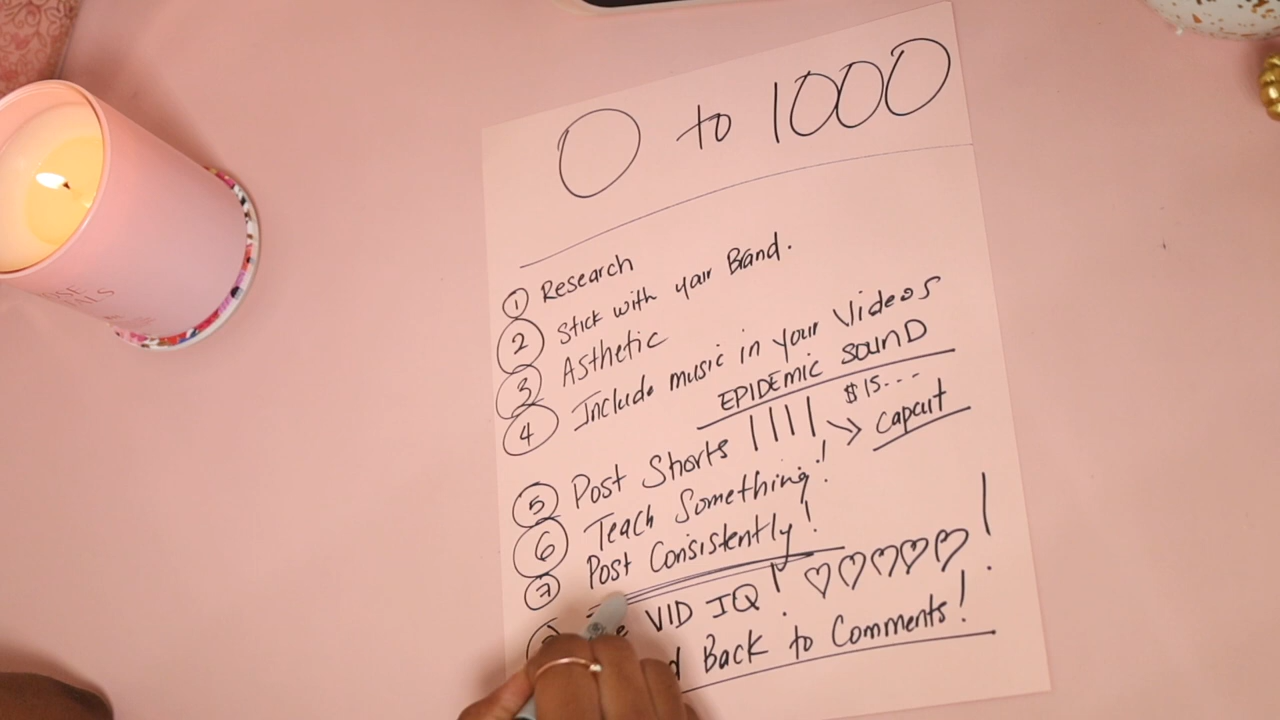 0 to 1000
1 Research
2 Stick with your Brand.
3 Asthetic
4 Include music in your Videos
EPIDEMIC SOUND
$15...
5 Post Shorts |||| → capcut
6 Teach Something!
7 Post Consistently!
VID IQ! ♡♡♡♡♡!
Back to Comments!